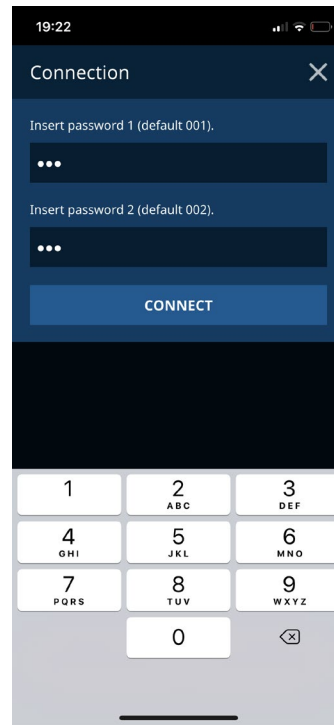 19:22
Connection
Insert password 1 (default 001).
•••
Insert password 2 (default 002).
•••
CONNECT
1 2 3
ABC DEF
4 5 6
GHI JKL MNO
7 8 9
PQRS TUV WXYZ
0